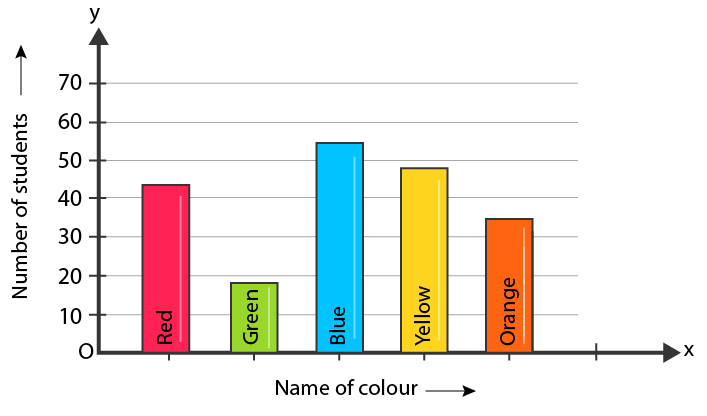 y
Number of students
70
60
50
40
30
20
10
O
Red
Green
Blue
Yellow
Orange
x
Name of colour